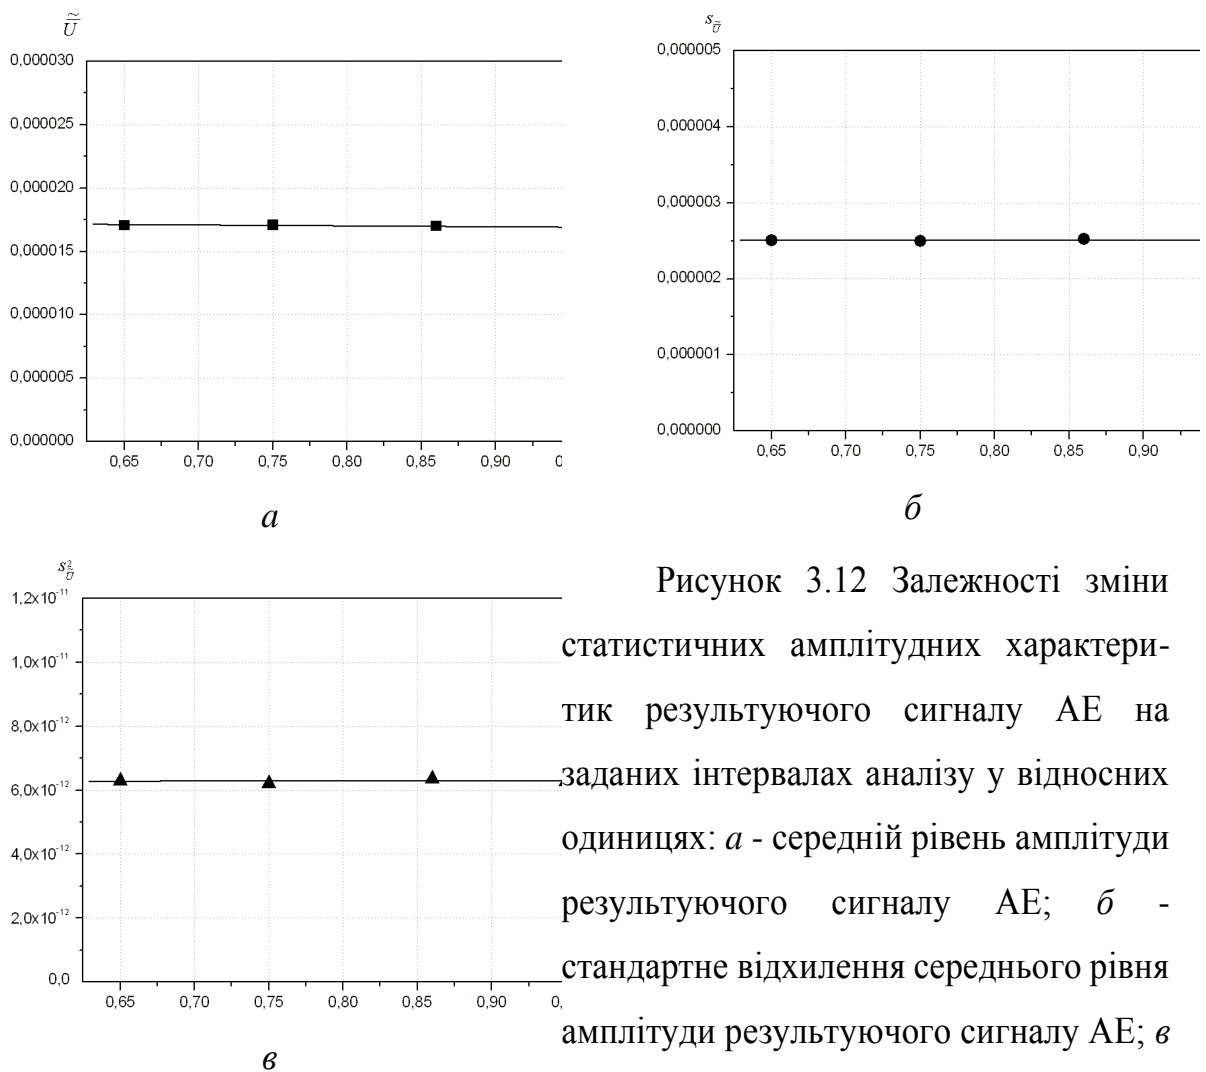 Ũ
0,000030
0,000025
0,000020
0,000015
0,000010
0,000005
0,000000
0,65 0,70 0,75 0,80 0,85 0,90 0
а
s Ũ
0,000005
0,000004
0,000003
0,000002
0,000001
0,000000
0,65 0,70 0,75 0,80 0,85 0,90
б
s² Ũ
1,2x10⁻¹¹
1,0x10⁻¹¹
8,0x10⁻¹²
6,0x10⁻¹²
4,0x10⁻¹²
2,0x10⁻¹²
0,0
0,65 0,70 0,75 0,80 0,85 0,90 0,
в
Рисунок 3.12 Залежності зміни
статистичних амплітудних характери-
тик результуючого сигналу АЕ на
заданих інтервалах аналізу у відносних
одиницях: а - середній рівень амплітуди
результуючого сигналу АЕ; б -
стандартне відхилення середнього рівня
амплітуди результуючого сигналу АЕ; в